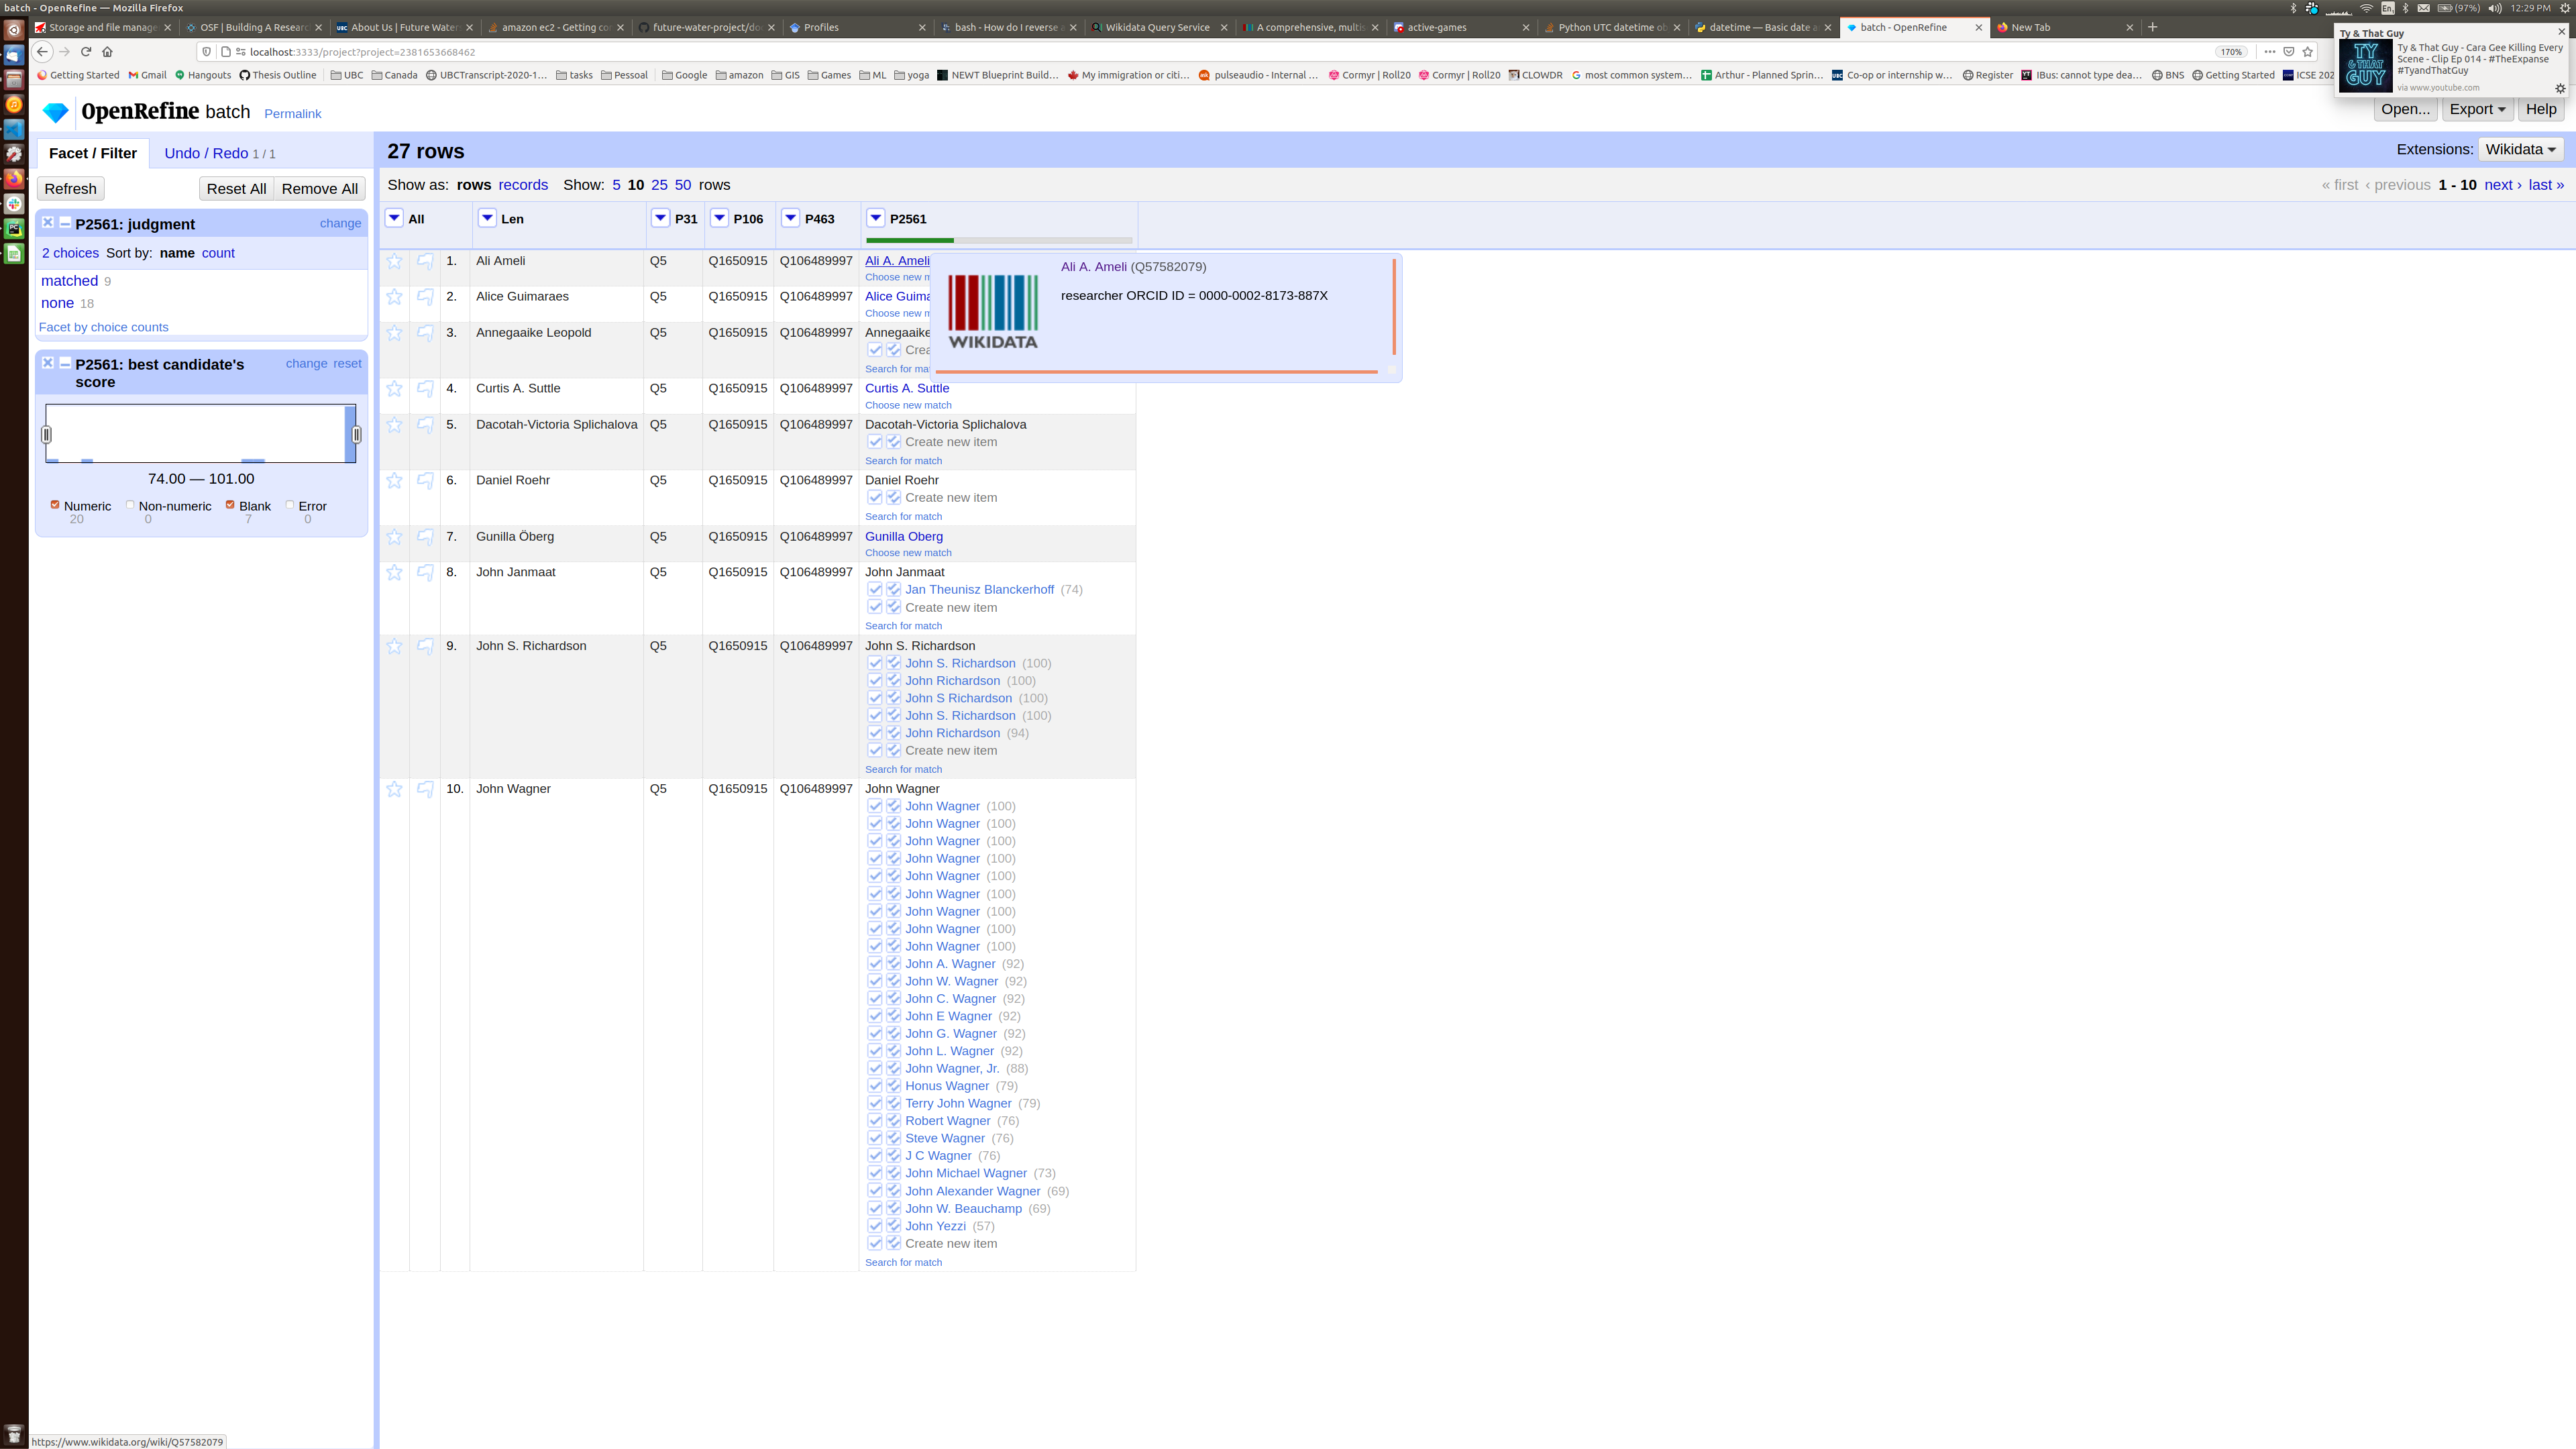 batch - OpenRefine — Mozilla Firefox
(97%) 12:29 PM
Storage and file manage
OSF | Building A Researc
About Us | Future Water
amazon ec2 - Getting co
future-water-project/do
Profiles
bash - How do I reverse a
Wikidata Query Service
A comprehensive, multis
active-games
Python UTC datetime ob
datetime — Basic date a
batch - OpenRefine
New Tab
localhost:3333/project?project=2381653668462
170%
Getting Started
Gmail
Hangouts
Thesis Outline
UBC
Canada
UBCTranscript-2020-1…
tasks
Pessoal
Google
amazon
GIS
Games
ML
yoga
NEWT Blueprint Build…
My immigration or citi…
pulseaudio - Internal …
Cormyr | Roll20
Cormyr | Roll20
CLOWDR
most common system…
Arthur - Planned Sprin…
Co-op or internship w…
Register
IBus: cannot type dea…
BNS
Getting Started
ICSE 202
Ty & That Guy
TY & THAT GUY
Ty & That Guy - Cara Gee Killing Every
Scene - Clip Ep 014 - #TheExpanse
#TyandThatGuy
via www.youtube.com
OpenRefine batch Permalink
Open... Export Help
Facet / Filter Undo / Redo 1 / 1
Refresh Reset All Remove All
P2561: judgment change
2 choices Sort by: name count
matched 9
none 18
Facet by choice counts
P2561: best candidate's score change reset
74.00 — 101.00
Numeric 20 Non-numeric 0 Blank 7 Error 0
27 rows
Extensions: Wikidata
Show as: rows records Show: 5 10 25 50 rows
« first ‹ previous 1 - 10 next › last »
All Len P31 P106 P463 P2561
1. Ali Ameli Q5 Q1650915 Q106489997 Ali A. Ameli
Choose new m
WIKIDATA
Ali A. Ameli (Q57582079)
researcher ORCID ID = 0000-0002-8173-887X
2. Alice Guimaraes Q5 Q1650915 Q106489997 Alice Guima
Choose new m
3. Annegaaike Leopold Q5 Q1650915 Q106489997 Annegaaike
Crea
Search for ma
4. Curtis A. Suttle Q5 Q1650915 Q106489997 Curtis A. Suttle
Choose new match
5. Dacotah-Victoria Splichalova Q5 Q1650915 Q106489997 Dacotah-Victoria Splichalova
Create new item
Search for match
6. Daniel Roehr Q5 Q1650915 Q106489997 Daniel Roehr
Create new item
Search for match
7. Gunilla Öberg Q5 Q1650915 Q106489997 Gunilla Oberg
Choose new match
8. John Janmaat Q5 Q1650915 Q106489997 John Janmaat
Jan Theunisz Blanckerhoff (74)
Create new item
Search for match
9. John S. Richardson Q5 Q1650915 Q106489997 John S. Richardson
John S. Richardson (100)
John Richardson (100)
John S Richardson (100)
John S. Richardson (100)
John Richardson (94)
Create new item
Search for match
10. John Wagner Q5 Q1650915 Q106489997 John Wagner
John Wagner (100)
John Wagner (100)
John Wagner (100)
John Wagner (100)
John Wagner (100)
John Wagner (100)
John Wagner (100)
John Wagner (100)
John Wagner (100)
John A. Wagner (92)
John W. Wagner (92)
John C. Wagner (92)
John E Wagner (92)
John G. Wagner (92)
John L. Wagner (92)
John Wagner, Jr. (88)
Honus Wagner (79)
Terry John Wagner (79)
Robert Wagner (76)
Steve Wagner (76)
J C Wagner (76)
John Michael Wagner (73)
John Alexander Wagner (69)
John W. Beauchamp (69)
John Yezzi (57)
Create new item
Search for match
https://www.wikidata.org/wiki/Q57582079